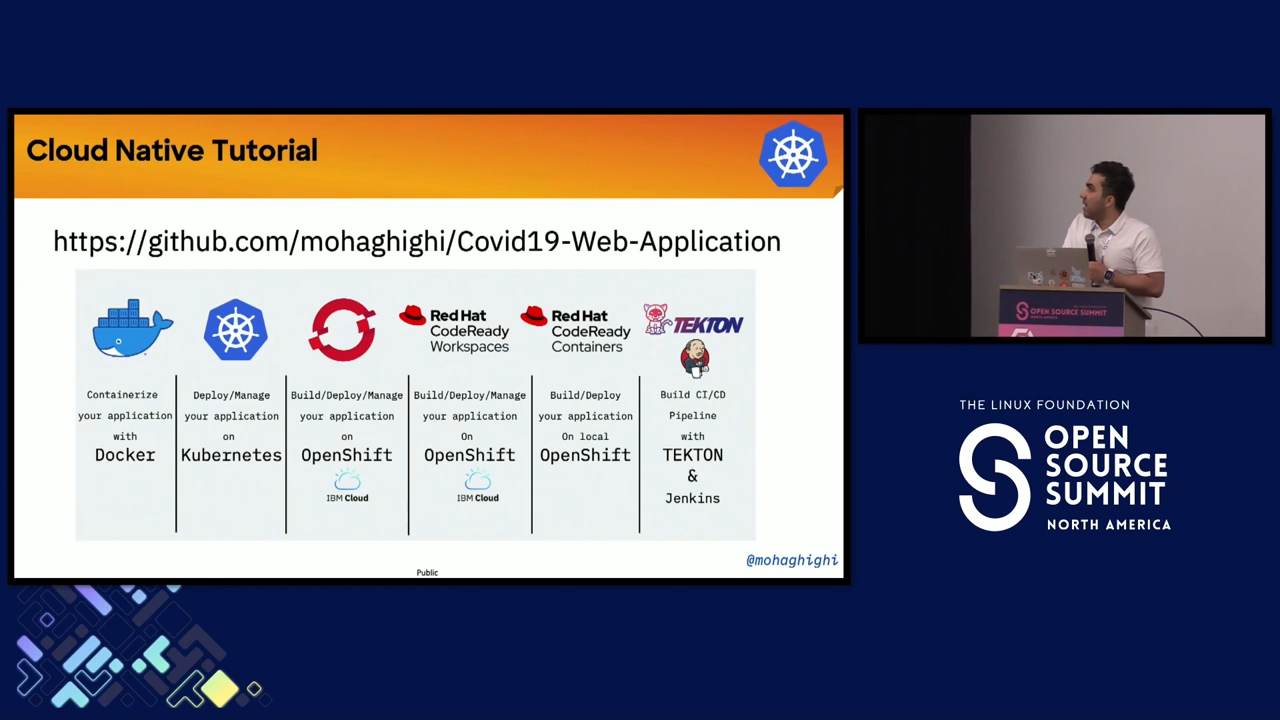 Cloud Native Tutorial
https://github.com/mohaghighi/Covid19-Web-Application
Red Hat
CodeReady
Workspaces
Red Hat
CodeReady
Containers
TEKTON
Containerize
your application
with
Docker
Deploy/Manage
your application
on
Kubernetes
Build/Deploy/Manage
your application
on
OpenShift
IBM Cloud
Build/Deploy/Manage
your application
On
OpenShift
IBM Cloud
Build/Deploy
your application
On local
OpenShift
Build CI/CD
Pipeline
with
TEKTON
&
Jenkins
@mohaghighi
Public
OPEN SOURCE SUMMIT
THE LINUX FOUNDATION
OPEN
SOURCE
SUMMIT
NORTH AMERICA